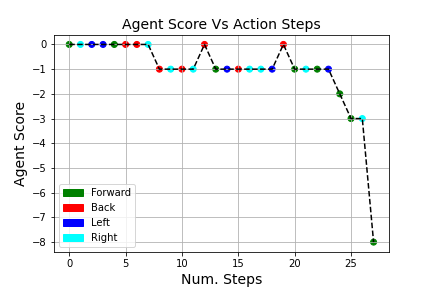 Agent Score Vs Action Steps
Agent Score
0
−1
−2
−3
−4
−5
−6
−7
−8
Forward
Back
Left
Right
0 5 10 15 20 25
Num. Steps